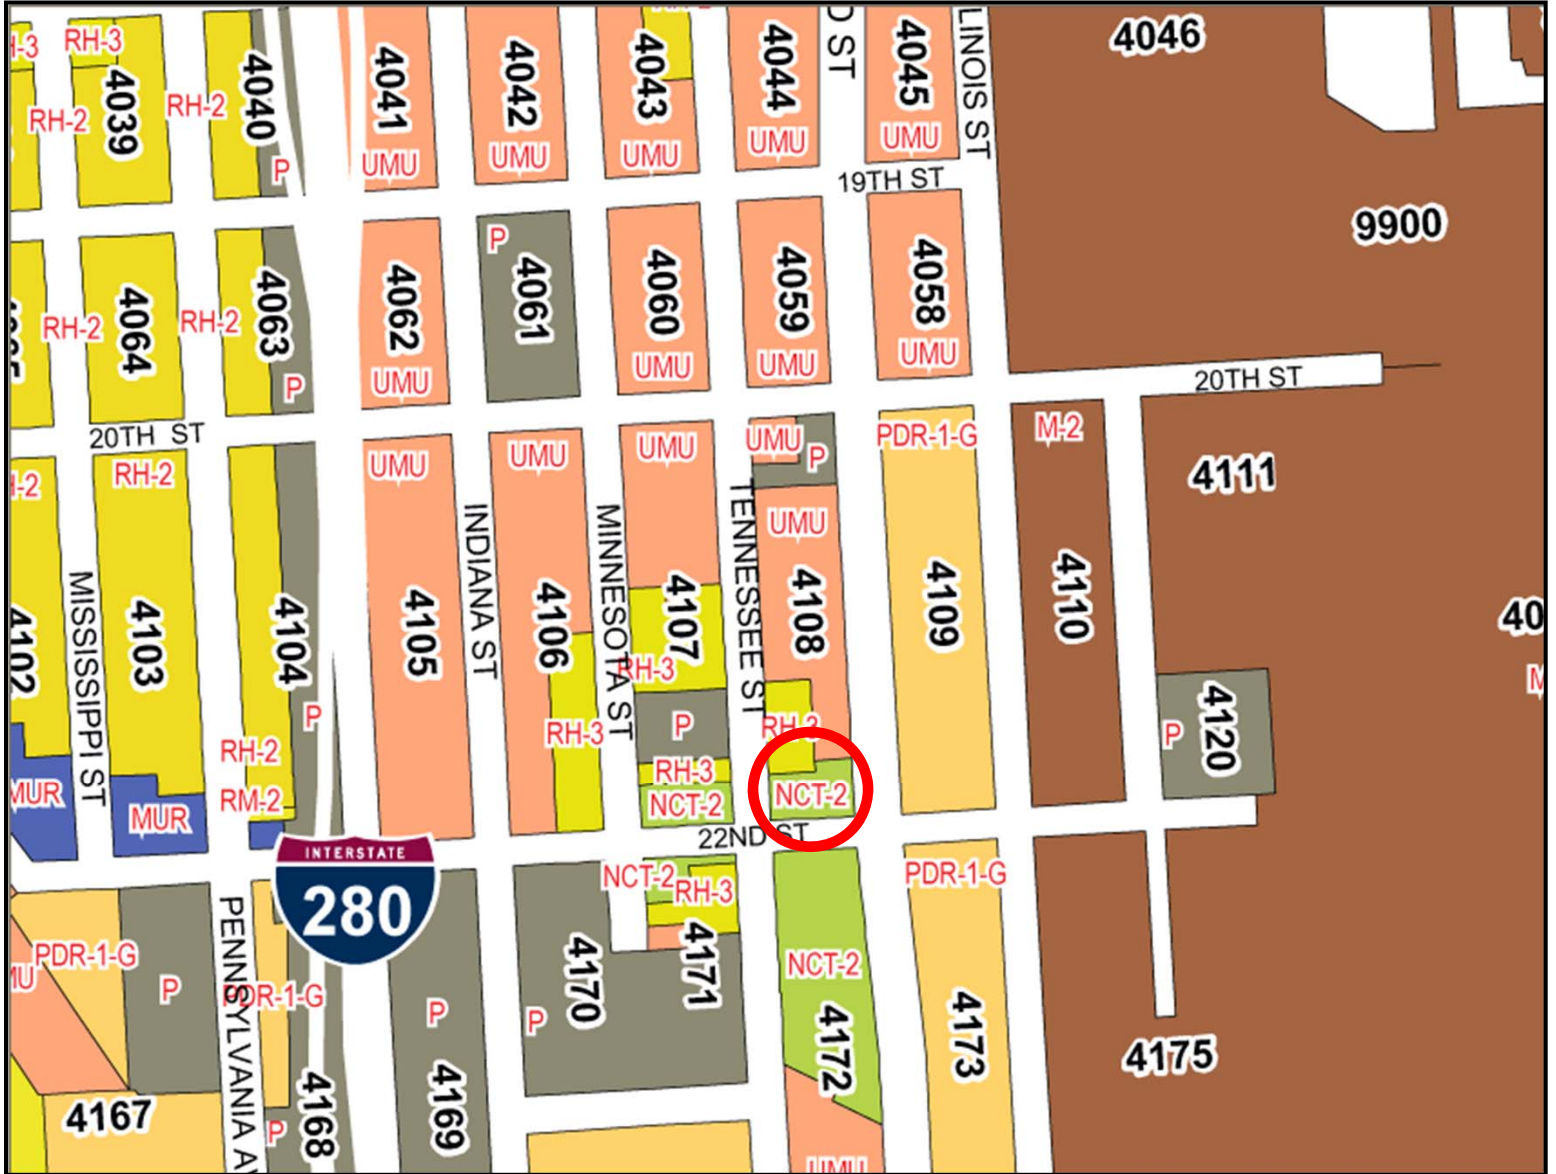 RH-3
4039
RH-2
RH-2
4040
P
4041
UMU
4042
UMU
4043
UMU
4044
UMU
ST
4045
UMU
LINOIS ST
4046
19TH ST
9900
RH-2
4064
RH-2
4063
P
4062
UMU
P
4061
4060
UMU
4059
UMU
4058
UMU
20TH ST
20TH ST
4102
MISSISSIPPI ST
RH-2
4103
4104
P
RH-2
RM-2
MUR
MUR
UMU
4105
INDIANA ST
UMU
4106
RH-3
MINNESOTA ST
UMU
4107
RH-3
P
RH-3
NCT-2
TENNESSEE ST
UMU
P
UMU
4108
NCT-2
PDR-1-G
4109
M-2
4110
4111
P
4120
40
22ND ST
INTERSTATE
280
PDR-1-G
P
4167
PENNSYLVANIA AV
P
4168
P
4169
P
4170
NCT-2
RH-3
4171
NCT-2
4172
UMU
PDR-1-G
4173
4175